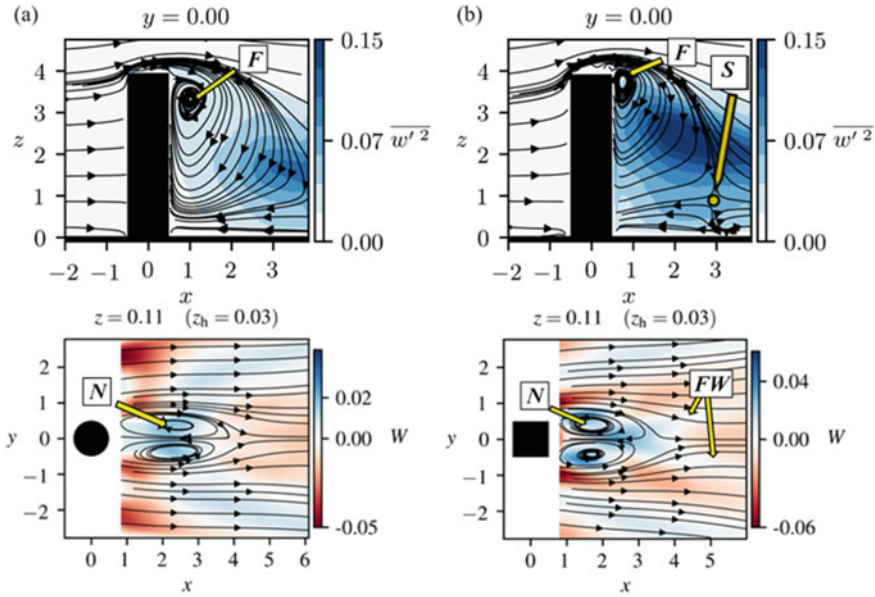 (a)
y = 0.00
F
z
4
3
2
1
0
−2 −1 0 1 2 3
x
0.15
0.07
0.00
w′ 2
(b)
y = 0.00
F
S
z
4
3
2
1
0
−2 −1 0 1 2 3
x
0.15
0.07
0.00
w′ 2
z = 0.11 (zh = 0.03)
N
y
2
1
0
−1
−2
0 1 2 3 4 5 6
x
0.02
0.00
-0.05
W
z = 0.11 (zh = 0.03)
N
FW
y
2
1
0
−1
−2
0 1 2 3 4 5
x
0.04
0.00
-0.06
W